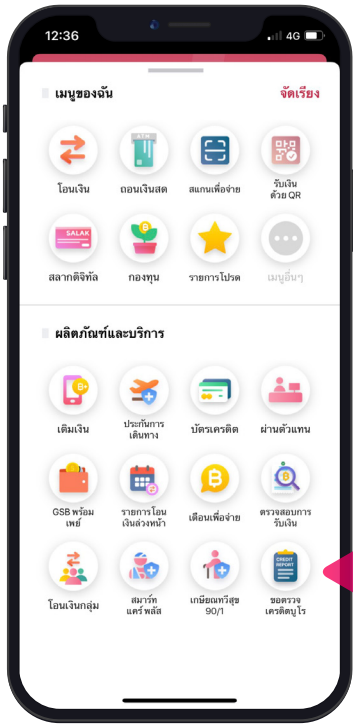 12:36
4G
เมนูของฉัน
จัดเรียง
ATM
โอนเงิน
ถอนเงินสด
สแกนเพื่อจ่าย
รับเงิน
ด้วย QR
SALAK
สลากดิจิทัล
กองทุน
รายการโปรด
เมนูอื่นๆ
ผลิตภัณฑ์และบริการ
เติมเงิน
ประกันการ
เดินทาง
บัตรเครดิต
ผ่านตัวแทน
GSB พร้อม
เพย์
รายการโอน
เงินล่วงหน้า
เตือนเพื่อจ่าย
ตรวจสอบการ
รับเงิน
CREDIT
REPORT
โอนเงินกลุ่ม
สมาร์ท
แคร์ พลัส
เกษียณทวีสุข
90/1
ขอตรวจ
เครดิตบูโร